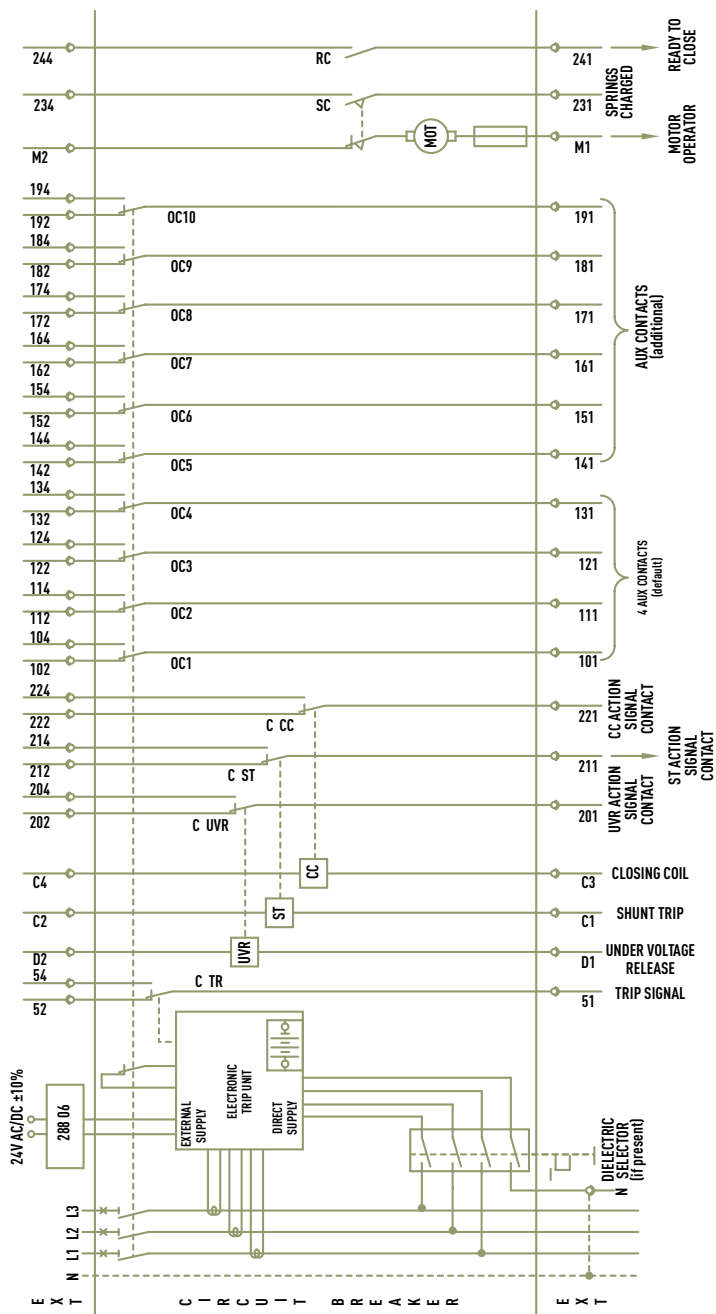 244
RC
241
READY TO
CLOSE
234
SC
231
SPRINGS
CHARGED
M2
MOT
M1
MOTOR
OPERATOR
194
192
OC10
191
184
182
OC9
181
174
172
OC8
171
164
162
OC7
161
154
152
OC6
151
144
142
OC5
141
AUX CONTACTS
(additional)
134
132
OC4
131
124
122
OC3
121
114
112
OC2
111
104
102
OC1
101
4 AUX CONTACTS
(default)
224
222
C CC
221
CC ACTION
SIGNAL
CONTACT
214
212
C ST
211
ST ACTION
SIGNAL
CONTACT
204
202
C UVR
201
UVR ACTION
SIGNAL
CONTACT
C4
CC
C3
CLOSING COIL
C2
ST
C1
SHUNT TRIP
D2
UVR
D1
UNDER VOLTAGE
RELEASE
54
52
C TR
51
TRIP SIGNAL
24V AC/DC ±10%
288 06
EXTERNAL
SUPPLY
ELECTRONIC
TRIP UNIT
DIRECT
SUPPLY
DIELECTRIC
SELECTOR
(if present)
N
L3
L2
L1
N
EXT
CIRCUIT BREAKER
EXT